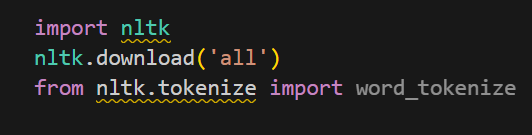 import nltk
nltk.download('all')
from nltk.tokenize import word_tokenize